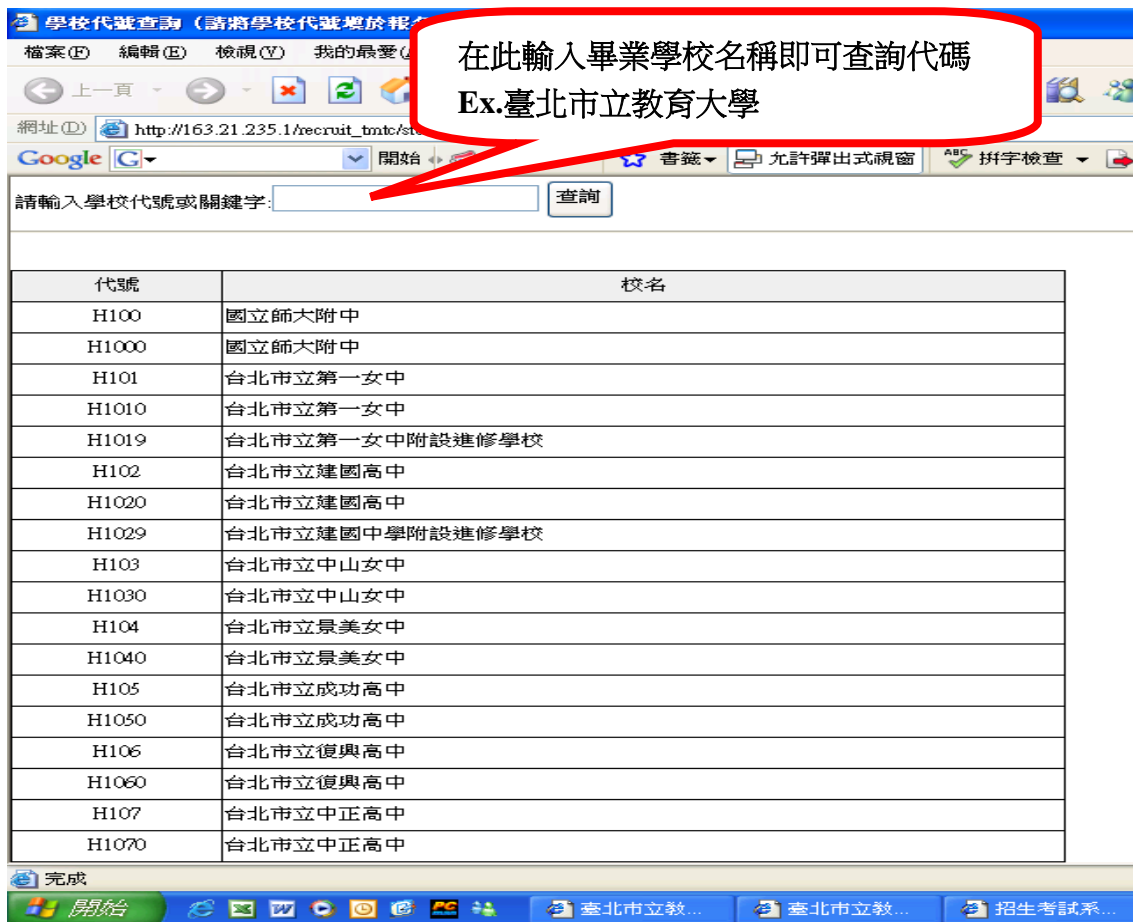 學校代號查詢（請將學校代號填於報名
檔案(F) 編輯(E) 檢視(V) 我的最愛(
在此輸入畢業學校名稱即可查詢代碼
Ex.臺北市立教育大學
上一頁
網址(D) http://163.21.235.1/recruit_tmtc/st
Google G 開始 書籤 允許彈出式視窗 ABC 拼字檢查
請輸入學校代號或關鍵字: 查詢
代號 校名
H100 國立師大附中
H1000 國立師大附中
H101 台北市立第一女中
H1010 台北市立第一女中
H1019 台北市立第一女中附設進修學校
H102 台北市立建國高中
H1020 台北市立建國高中
H1029 台北市立建國中學附設進修學校
H103 台北市立中山女中
H1030 台北市立中山女中
H104 台北市立景美女中
H1040 台北市立景美女中
H105 台北市立成功高中
H1050 台北市立成功高中
H106 台北市立復興高中
H1060 台北市立復興高中
H107 台北市立中正高中
H1070 台北市立中正高中
完成
開始 臺北市立教... 臺北市立教... 招生考試系...